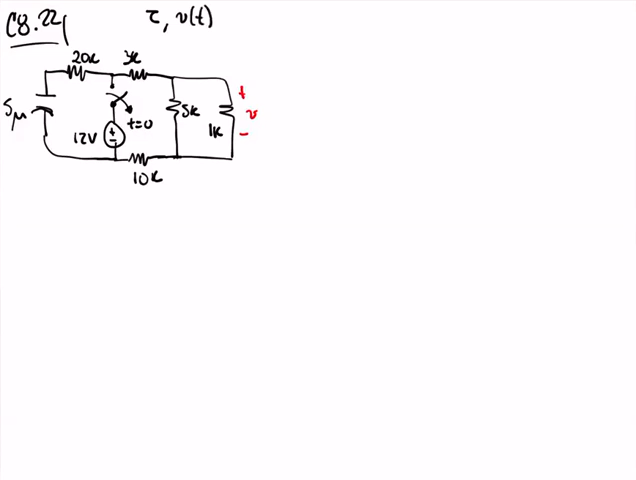 C8.22
τ, v(t)
20k
3k
5μ
12V
+
-
t=0
5k
1k
+
v
-
10k